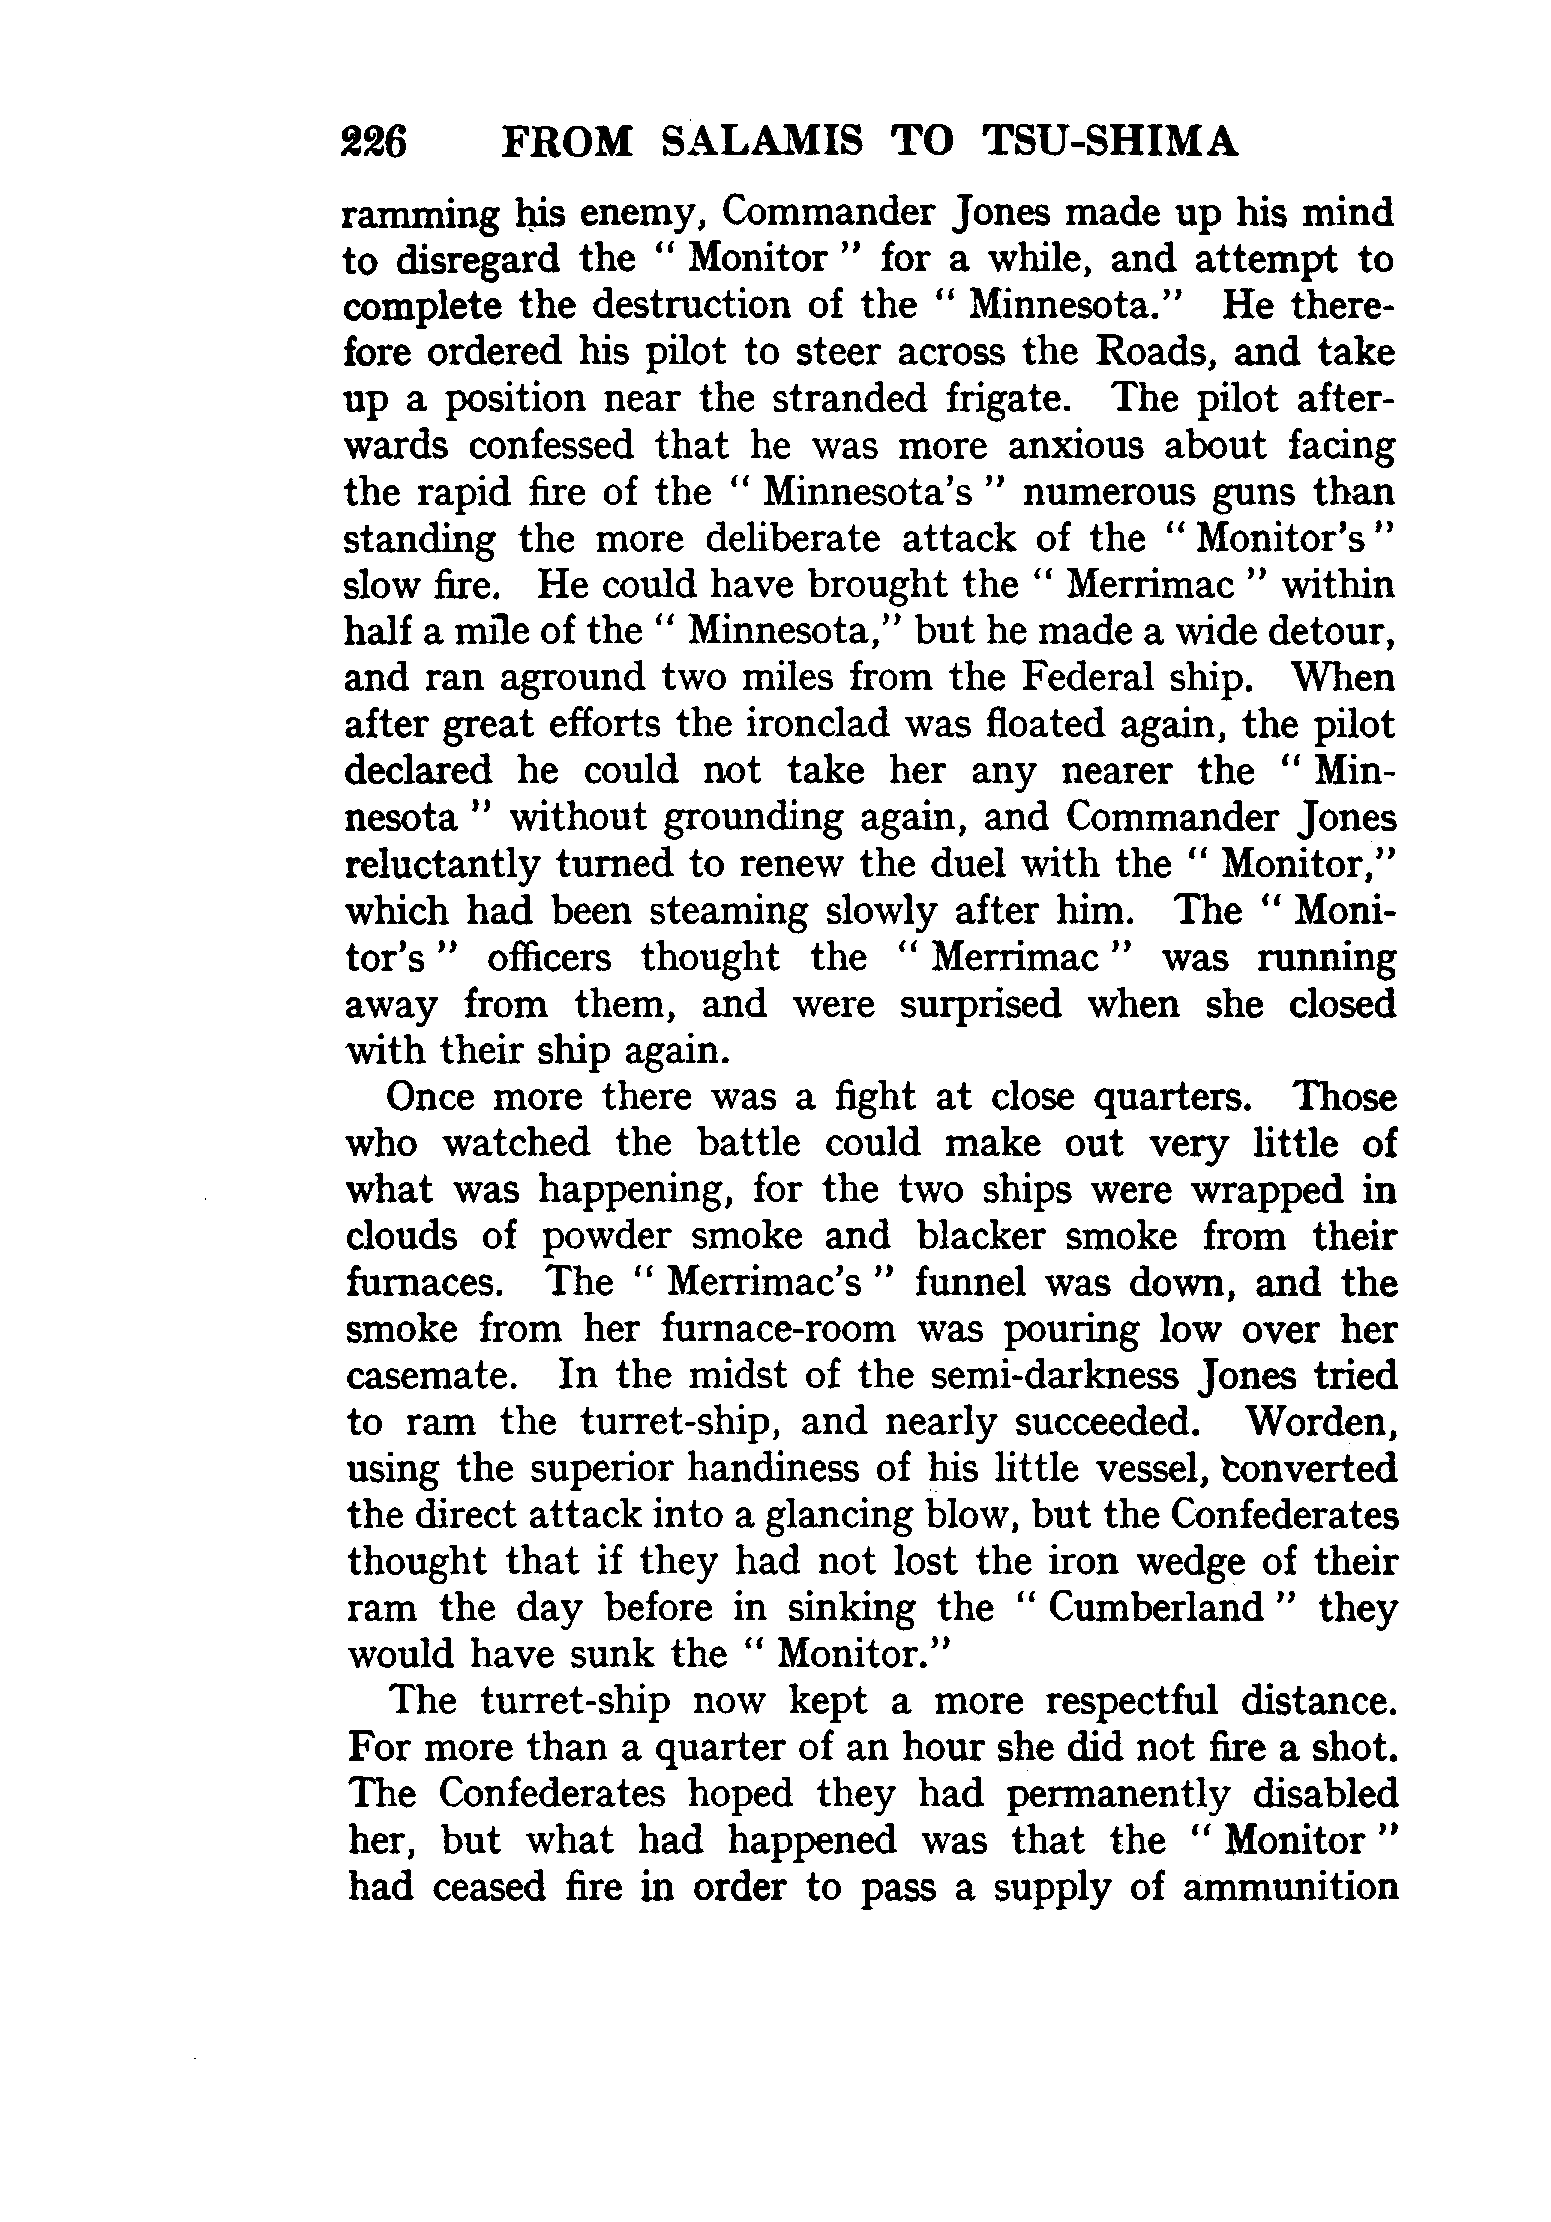 226 FROM SALAMIS TO TSU-SHIMA
ramming his enemy, Commander Jones made up his mind
to disregard the " Monitor " for a while, and attempt to
complete the destruction of the " Minnesota." He there-
fore ordered his pilot to steer across the Roads, and take
up a position near the stranded frigate. The pilot after-
wards confessed that he was more anxious about facing
the rapid fire of the " Minnesota's " numerous guns than
standing the more deliberate attack of the " Monitor's "
slow fire. He could have brought the " Merrimac " within
half a mile of the " Minnesota," but he made a wide detour,
and ran aground two miles from the Federal ship. When
after great efforts the ironclad was floated again, the pilot
declared he could not take her any nearer the " Min-
nesota " without grounding again, and Commander Jones
reluctantly turned to renew the duel with the " Monitor,"
which had been steaming slowly after him. The " Moni-
tor's " officers thought the " Merrimac " was running
away from them, and were surprised when she closed
with their ship again.
Once more there was a fight at close quarters. Those
who watched the battle could make out very little of
what was happening, for the two ships were wrapped in
clouds of powder smoke and blacker smoke from their
furnaces. The " Merrimac's " funnel was down, and the
smoke from her furnace-room was pouring low over her
casemate. In the midst of the semi-darkness Jones tried
to ram the turret-ship, and nearly succeeded. Worden,
using the superior handiness of his little vessel, converted
the direct attack into a glancing blow, but the Confederates
thought that if they had not lost the iron wedge of their
ram the day before in sinking the " Cumberland " they
would have sunk the " Monitor."
The turret-ship now kept a more respectful distance.
For more than a quarter of an hour she did not fire a shot.
The Confederates hoped they had permanently disabled
her, but what had happened was that the " Monitor "
had ceased fire in order to pass a supply of ammunition